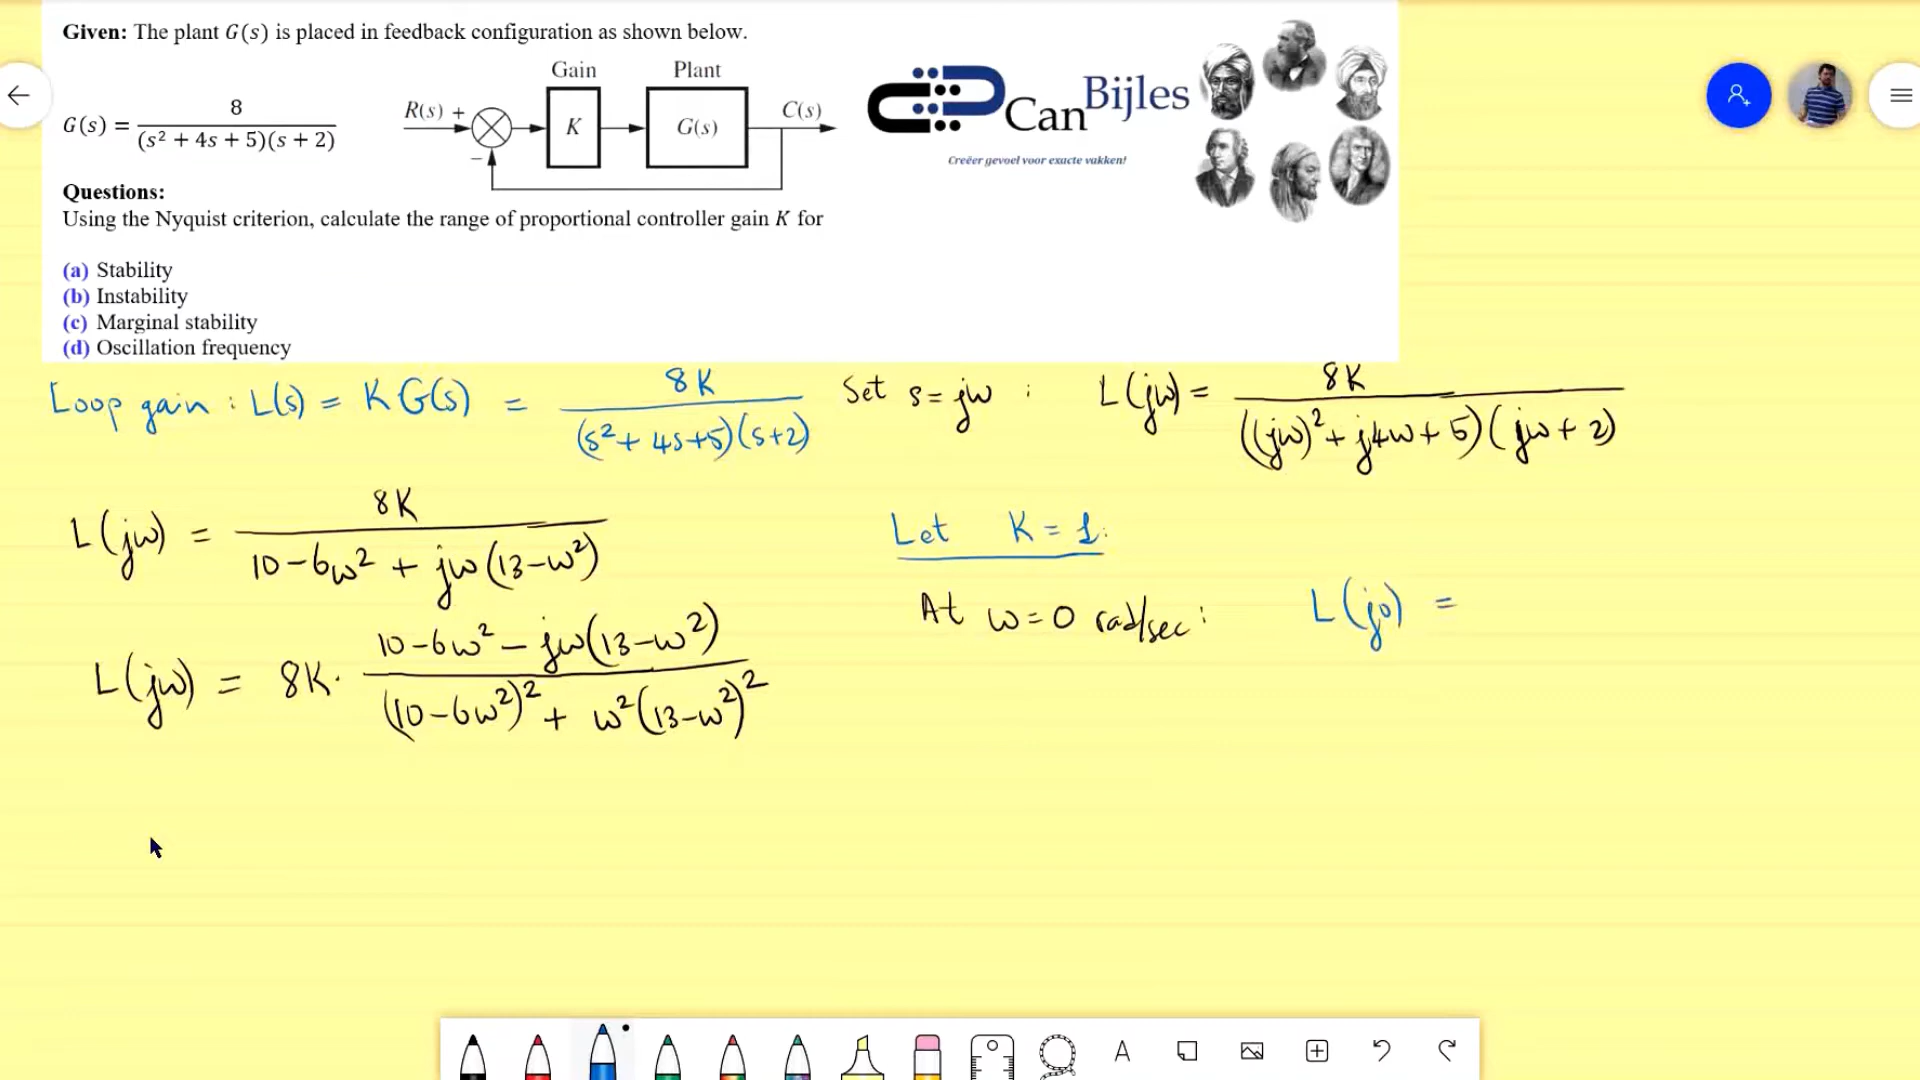 Given: The plant G(s) is placed in feedback configuration as shown below.
G(s) = 8 / (s² + 4s + 5)(s + 2)
Gain
Plant
R(s) +
−
K
G(s)
C(s)
CanBijles
Creëer gevoel voor exacte vakken!
Questions:
Using the Nyquist criterion, calculate the range of proportional controller gain K for
(a) Stability
(b) Instability
(c) Marginal stability
(d) Oscillation frequency
Loop gain : L(s) = K G(s) = 8K / (s²+ 4s+5)(s+2)
Set s=jω : L(jω) = 8K / ((jω)²+ j4ω+ 5)(jω+ 2)
L(jω) = 8K / 10−6ω² + jω(13−ω²)
L(jω) = 8K · 10−6ω² − jω(13−ω²) / (10−6ω²)² + ω²(13−ω²)²
Let K = 1.
At ω=0 rad/sec : L(j0) =
A